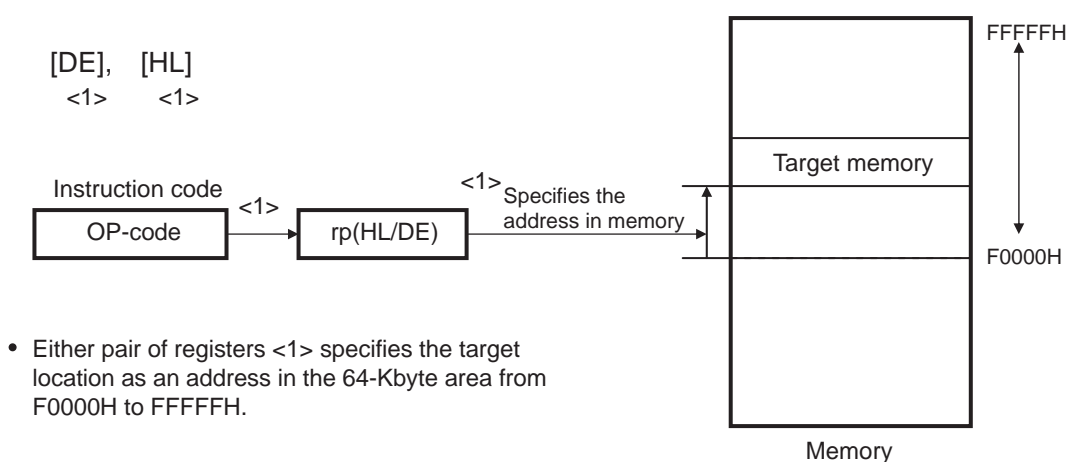 FFFFFH
[DE], [HL]
<1> <1>
Target memory
Instruction code
<1>
<1>
Specifies the
address in memory
OP-code
rp(HL/DE)
F0000H
• Either pair of registers <1> specifies the target
location as an address in the 64-Kbyte area from
F0000H to FFFFFH.
Memory